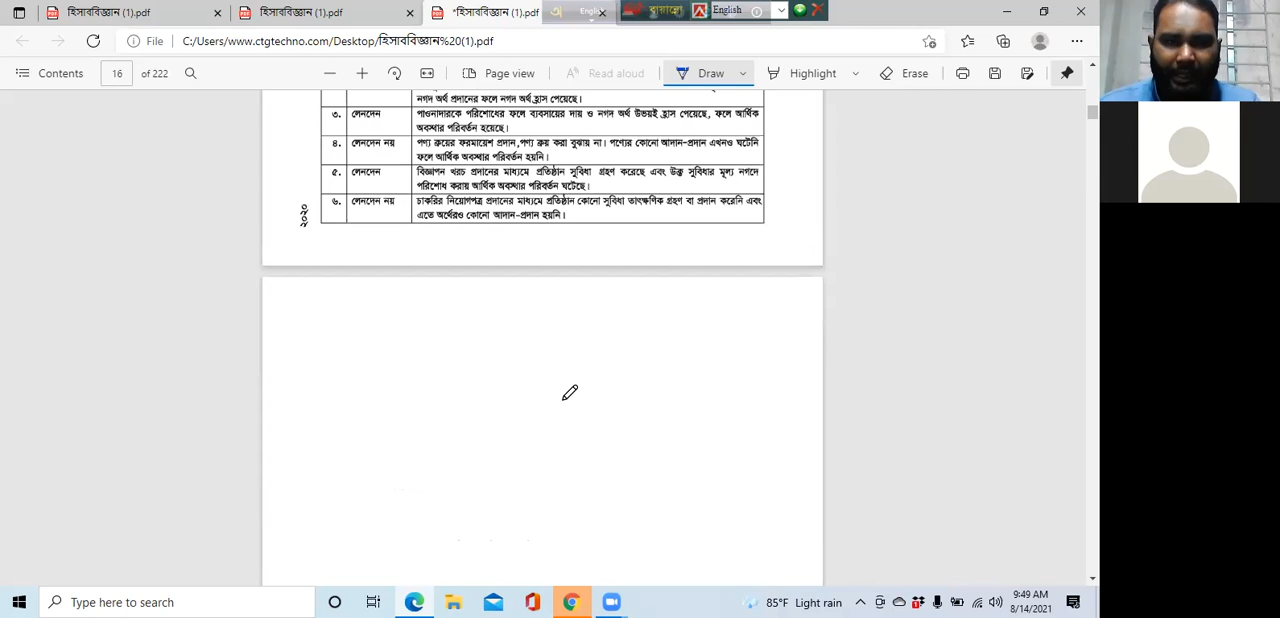 হিসাববিজ্ঞান (1).pdf
হিসাববিজ্ঞান (1).pdf
*হিসাববিজ্ঞান (1).pdf
অ
বায়ান্নো
English
File
C:/Users/www.ctgtechno.com/Desktop/হিসাববিজ্ঞান%20(1).pdf
Contents
16
of 222
Page view
Read aloud
Draw
Highlight
Erase
নগদ অর্থ প্রদানের ফলে নগদ অর্থ হ্রাস পেয়েছে।
৩. লেনদেন পাওনাদারকে পরিশোধের ফলে ব্যবসায়ের দায় ও নগদ অর্থ উভয়ই হ্রাস পেয়েছে, ফলে আর্থিক
অবস্থার পরিবর্তন হয়েছে।
৪. লেনদেন নয় পণ্য ক্রয়ের ফরমায়েশ প্রদান,পণ্য ক্রয় করা বুঝায় না। পণ্যের কোনো আদান-প্রদান এখনও ঘটেনি
ফলে আর্থিক অবস্থার পরিবর্তন হয়নি।
৫. লেনদেন বিজ্ঞাপন খরচ প্রদানের মাধ্যমে প্রতিষ্ঠান সুবিধা গ্রহণ করেছে এবং উক্ত সুবিধার মূল্য নগদে
পরিশোধ করায় আর্থিক অবস্থার পরিবর্তন ঘটেছে।
৬. লেনদেন নয় চাকরির নিয়োগপত্র প্রদানের মাধ্যমে প্রতিষ্ঠান কোনো সুবিধা তাৎক্ষণিক গ্রহণ বা প্রদান করেনি এবং
এতে অর্থেরও কোনো আদান-প্রদান হয়নি।
২০২০
Type here to search
85°F Light rain
9:49 AM
8/14/2021